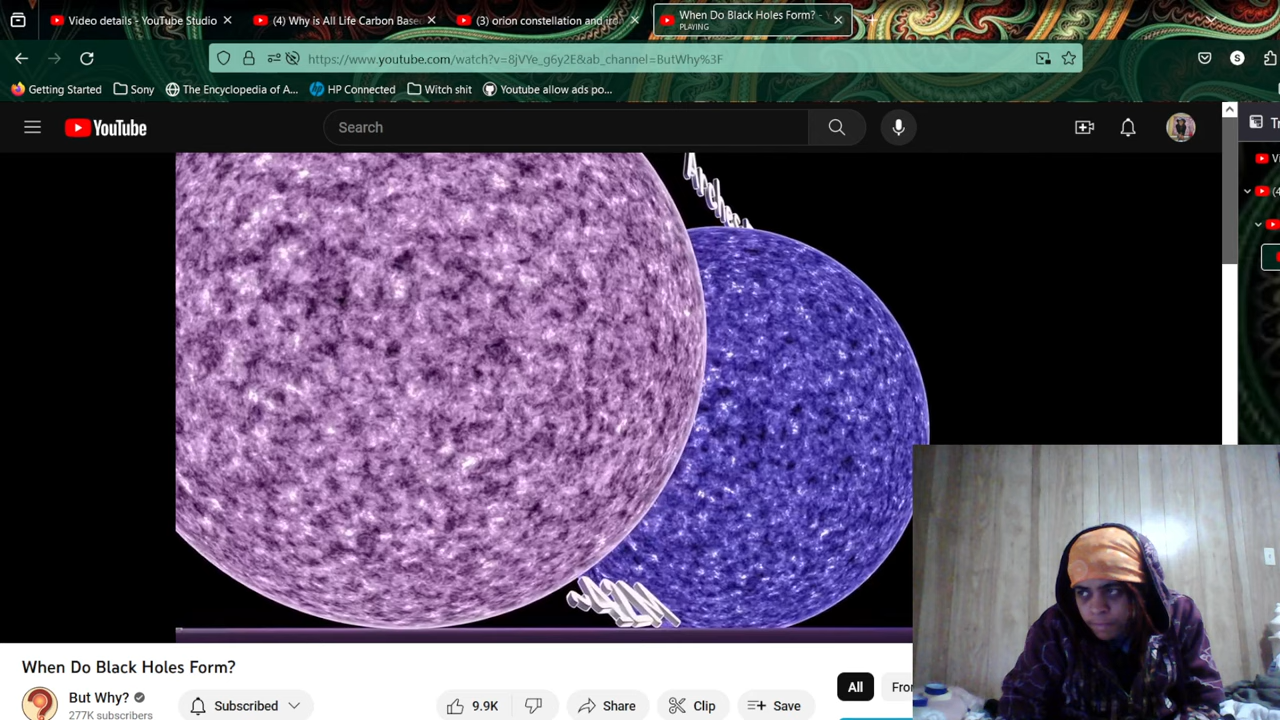 Video details - YouTube Studio
(4) Why is All Life Carbon Base
(3) orion constellation and iro
When Do Black Holes Form? -
PLAYING
https://www.youtube.com/watch?v=8jVYe_g6y2E&ab_channel=ButWhy%3F
S
Getting Started
Sony
The Encyclopedia of A...
HP Connected
Witch shit
Youtube allow ads po...
YouTube
Search
When Do Black Holes Form?
But Why?
277K subscribers
Subscribed
9.9K
Share
Clip
Save
All